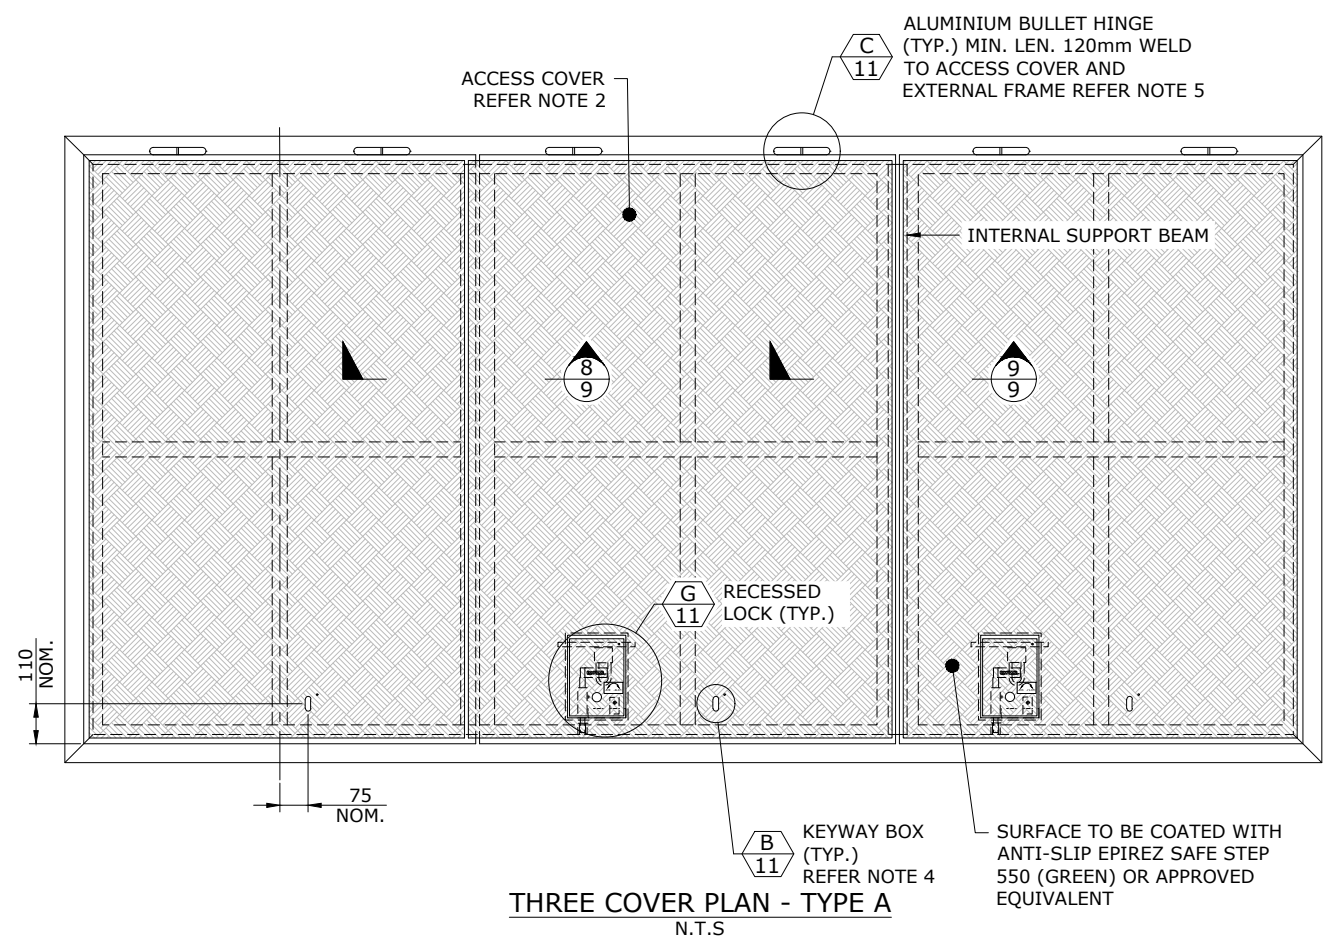 ALUMINIUM BULLET HINGE
(TYP.) MIN. LEN. 120mm WELD
TO ACCESS COVER AND
EXTERNAL FRAME REFER NOTE 5
C
11
ACCESS COVER
REFER NOTE 2
INTERNAL SUPPORT BEAM
8
9
9
9
G
11
RECESSED
LOCK (TYP.)
110
NOM.
75
NOM.
B
11
KEYWAY BOX
(TYP.)
REFER NOTE 4
SURFACE TO BE COATED WITH
ANTI-SLIP EPIREZ SAFE STEP
550 (GREEN) OR APPROVED
EQUIVALENT
THREE COVER PLAN - TYPE A
N.T.S